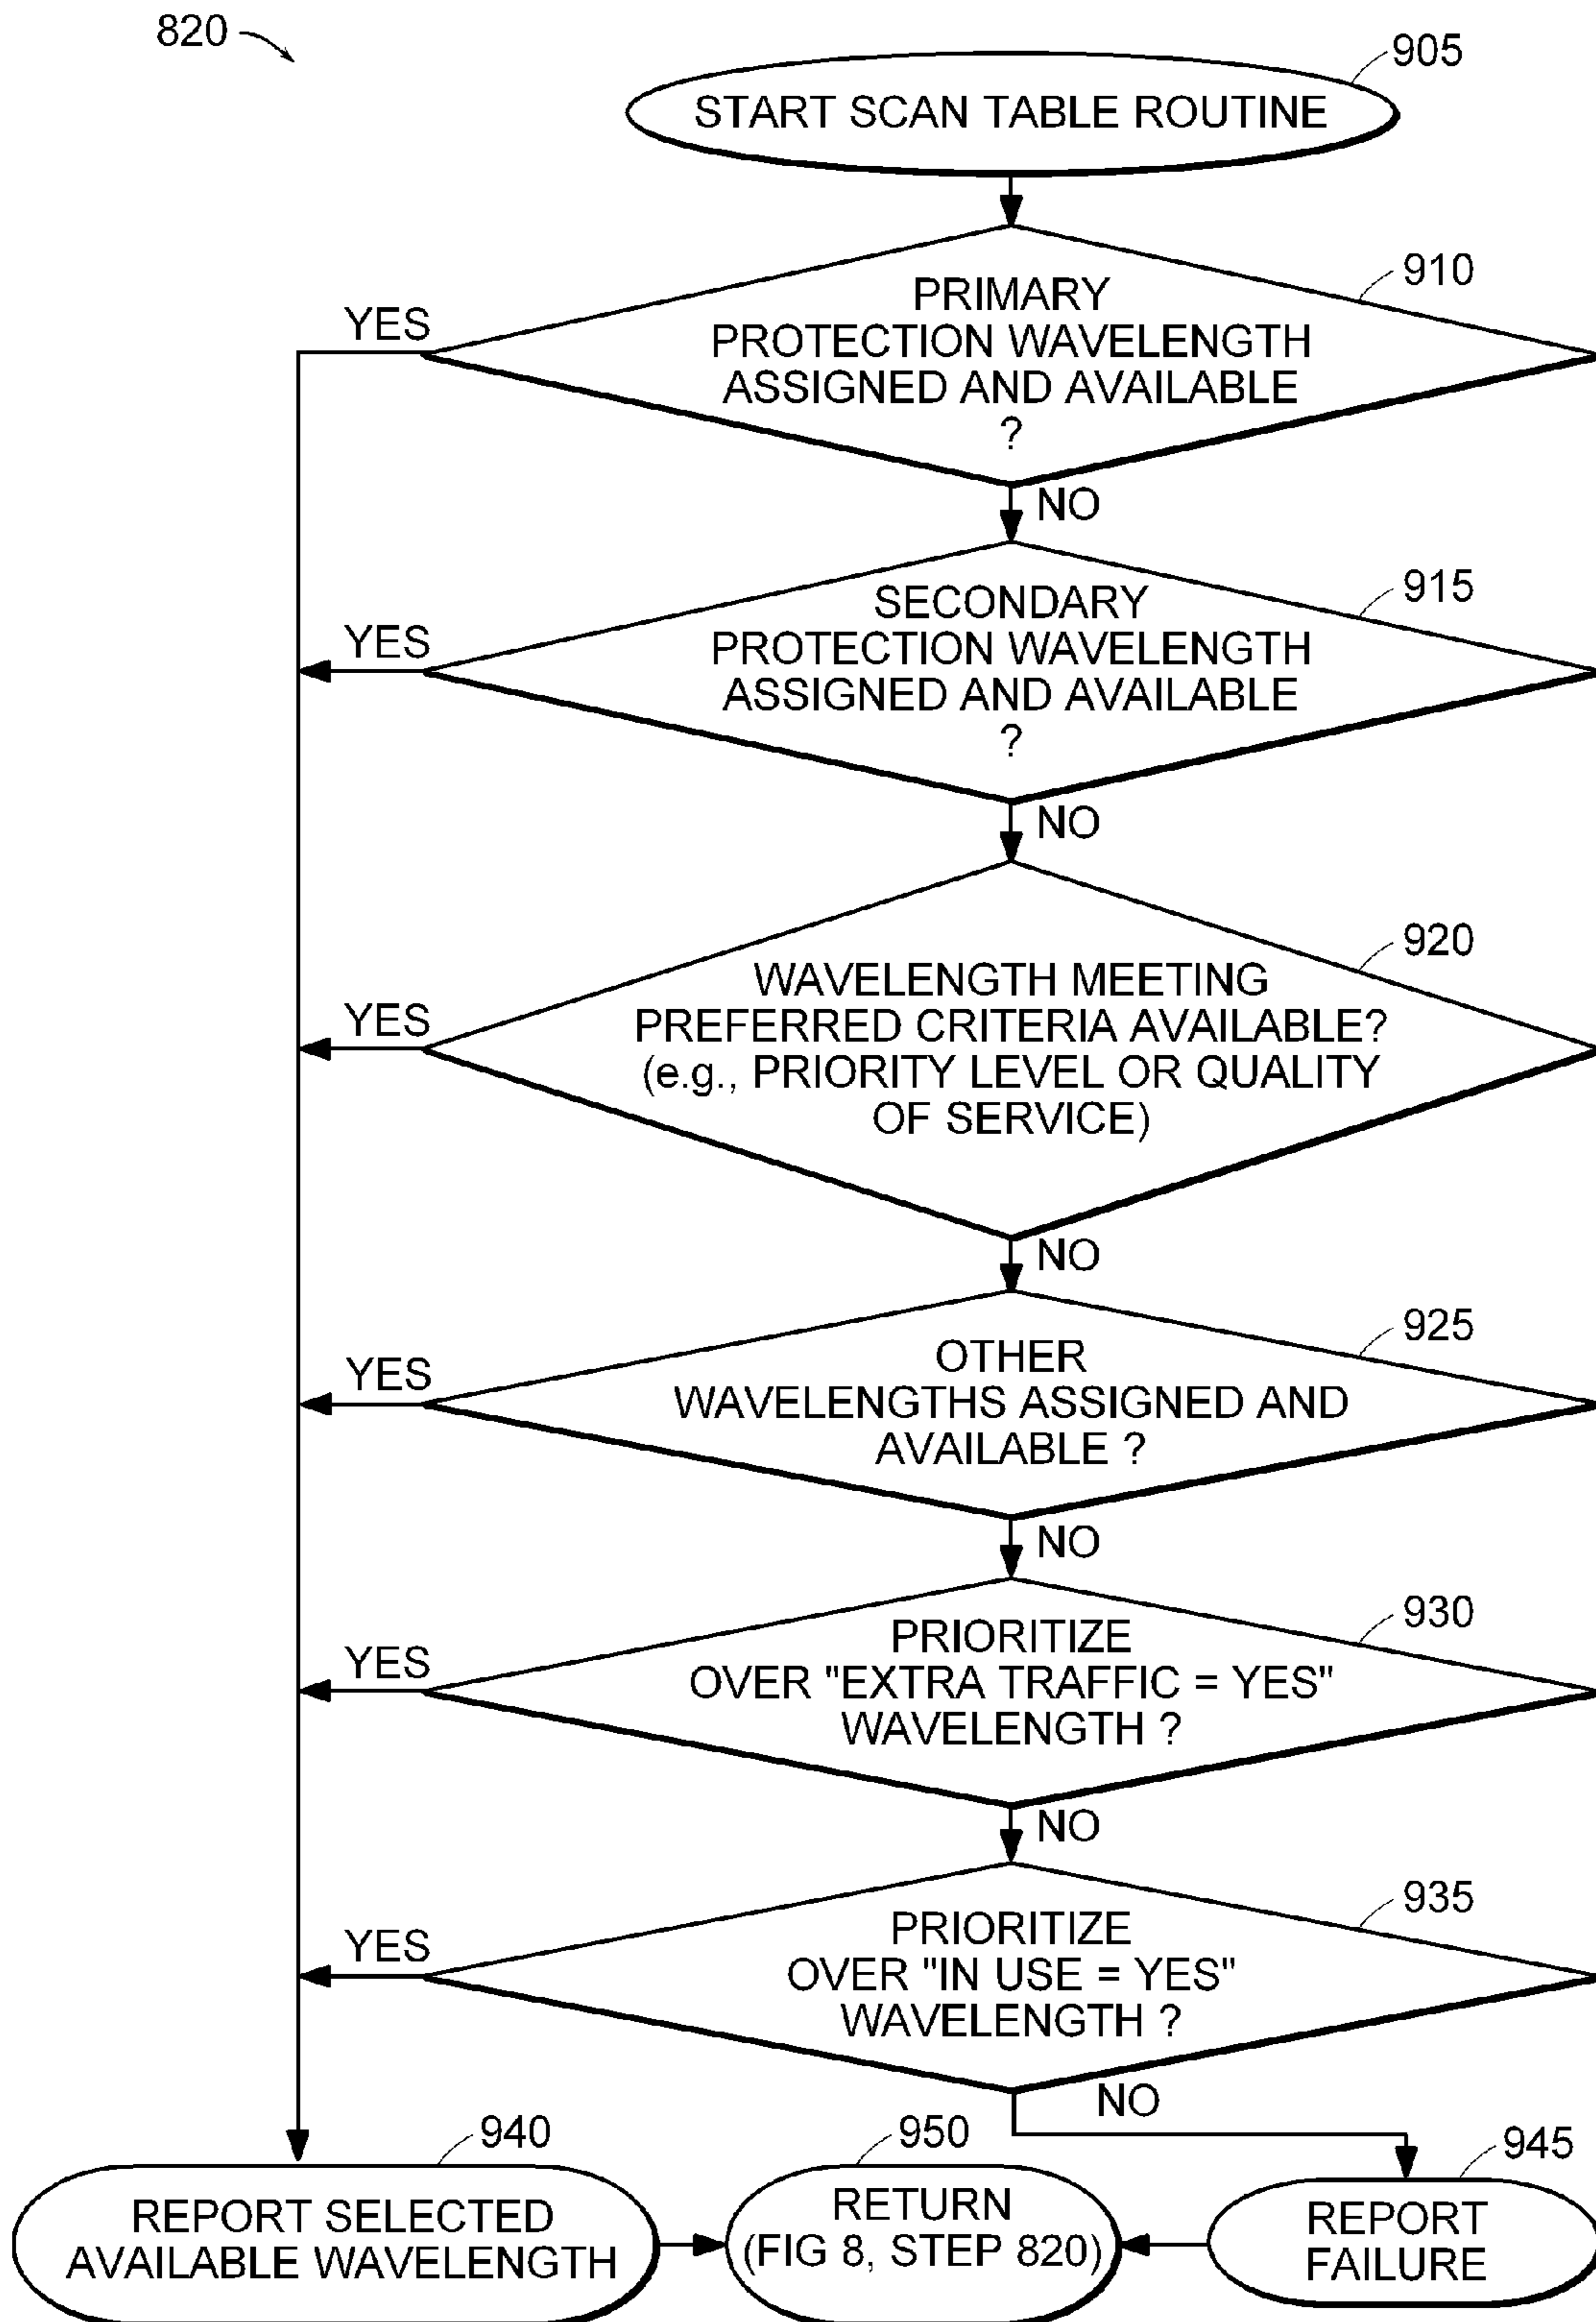 820
905
START SCAN TABLE ROUTINE
910
PRIMARY
PROTECTION WAVELENGTH
ASSIGNED AND AVAILABLE
?
YES
NO
915
SECONDARY
PROTECTION WAVELENGTH
ASSIGNED AND AVAILABLE
?
YES
NO
920
WAVELENGTH MEETING
PREFERRED CRITERIA AVAILABLE?
(e.g., PRIORITY LEVEL OR QUALITY
OF SERVICE)
YES
NO
925
OTHER
WAVELENGTHS ASSIGNED AND
AVAILABLE ?
YES
NO
930
PRIORITIZE
OVER "EXTRA TRAFFIC = YES"
WAVELENGTH ?
YES
NO
935
PRIORITIZE
OVER "IN USE = YES"
WAVELENGTH ?
YES
NO
940
REPORT SELECTED
AVAILABLE WAVELENGTH
950
RETURN
(FIG 8, STEP 820)
945
REPORT
FAILURE